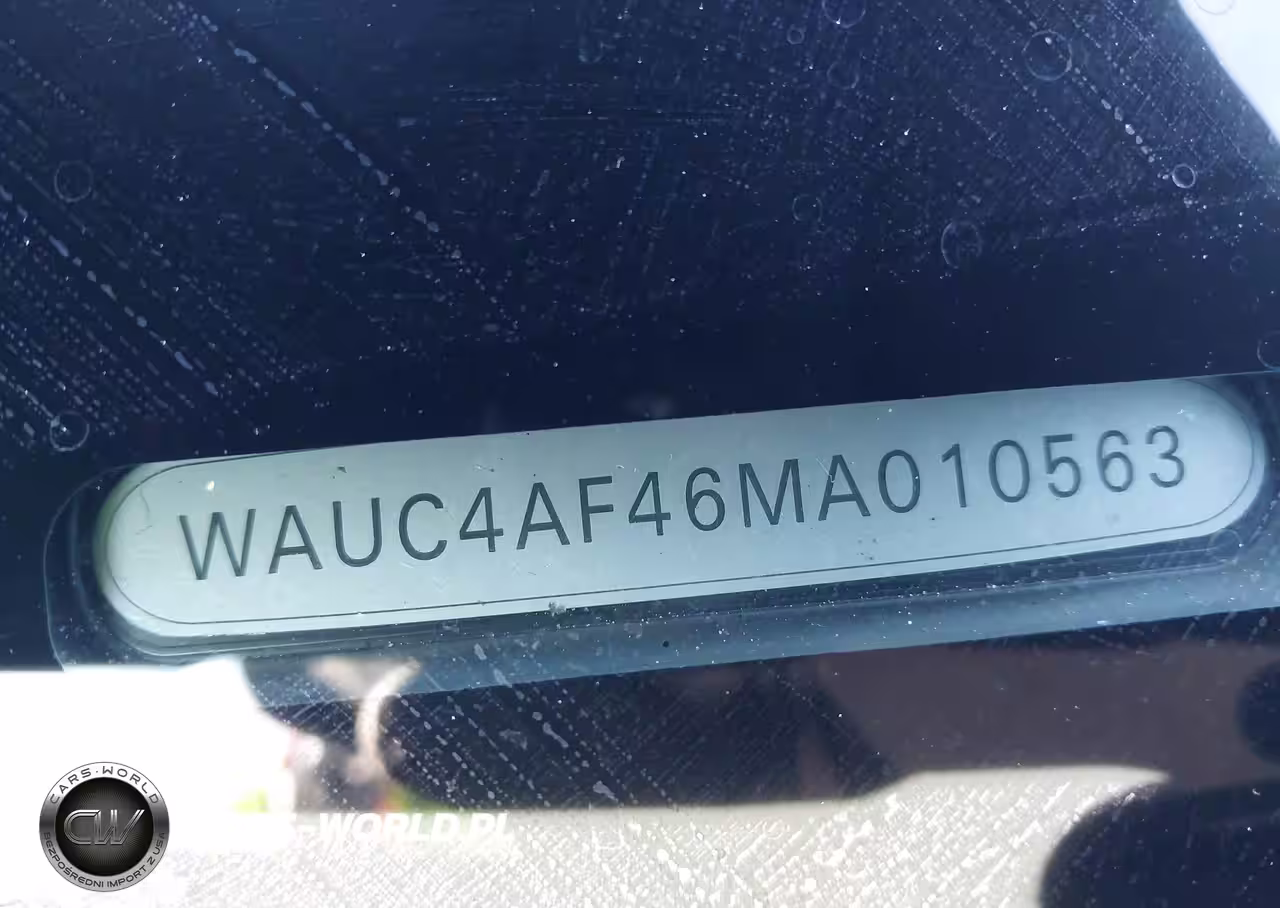 WAUC4AF46MA010563
CARS·WORLD
CW
BEZPOŚREDNI IMPORT Z USA
-WORLD.PL